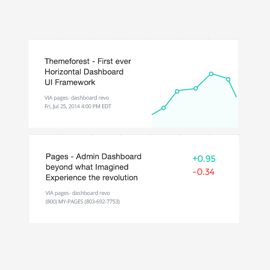 Themeforest - First ever
Horizontal Dashboard
UI Framework
VIA pages- dashboard revo
Fri, Jul 25, 2014 4:00 PM EDT
Pages - Admin Dashboard
beyond what Imagined
Experience the revolution
+0.95
-0.34
VIA pages- dashboard revo
(800) MY-PAGES (803-692-7753)